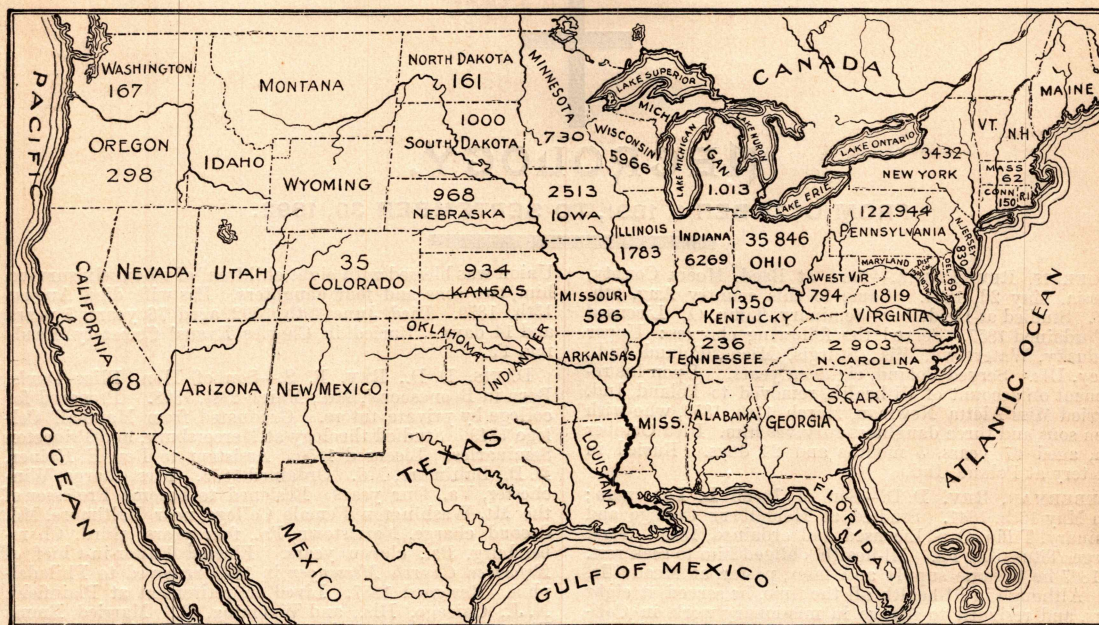 WASHINGTON
167
OREGON
298
PACIFIC
OCEAN
CALIFORNIA
68
NEVADA
IDAHO
MONTANA
WYOMING
UTAH
ARIZONA
35
COLORADO
NEW MEXICO
NORTH DAKOTA
161
1000
SOUTH DAKOTA
968
NEBRASKA
934
KANSAS
OKLAHOMA
INDIAN TER
TEXAS
MEXICO
MINNESOTA
730
2513
IOWA
MISSOURI
586
ARKANSAS
LOUISIANA
WISCONSIN
5966
ILLINOIS
1783
LAKE SUPERIOR
MICHIGAN
1.013
LAKE MICHIGAN
LAKE HURON
INDIANA
6269
35 846
OHIO
1350
KENTUCKY
236
TENNESSEE
MISS.
ALABAMA
GEORGIA
FLORIDA
GULF OF MEXICO
CANADA
LAKE ONTARIO
LAKE ERIE
3432
NEW YORK
122.944
PENNSYLVANIA
N.JERSEY
830
MARYLAND
DEL. 69
WEST VIR
794
1819
VIRGINIA
2 903
N.CAROLINA
S CAR
VT.
N.H
MAINE
MASS
62
CONN
150
R.I.
ATLANTIC OCEAN